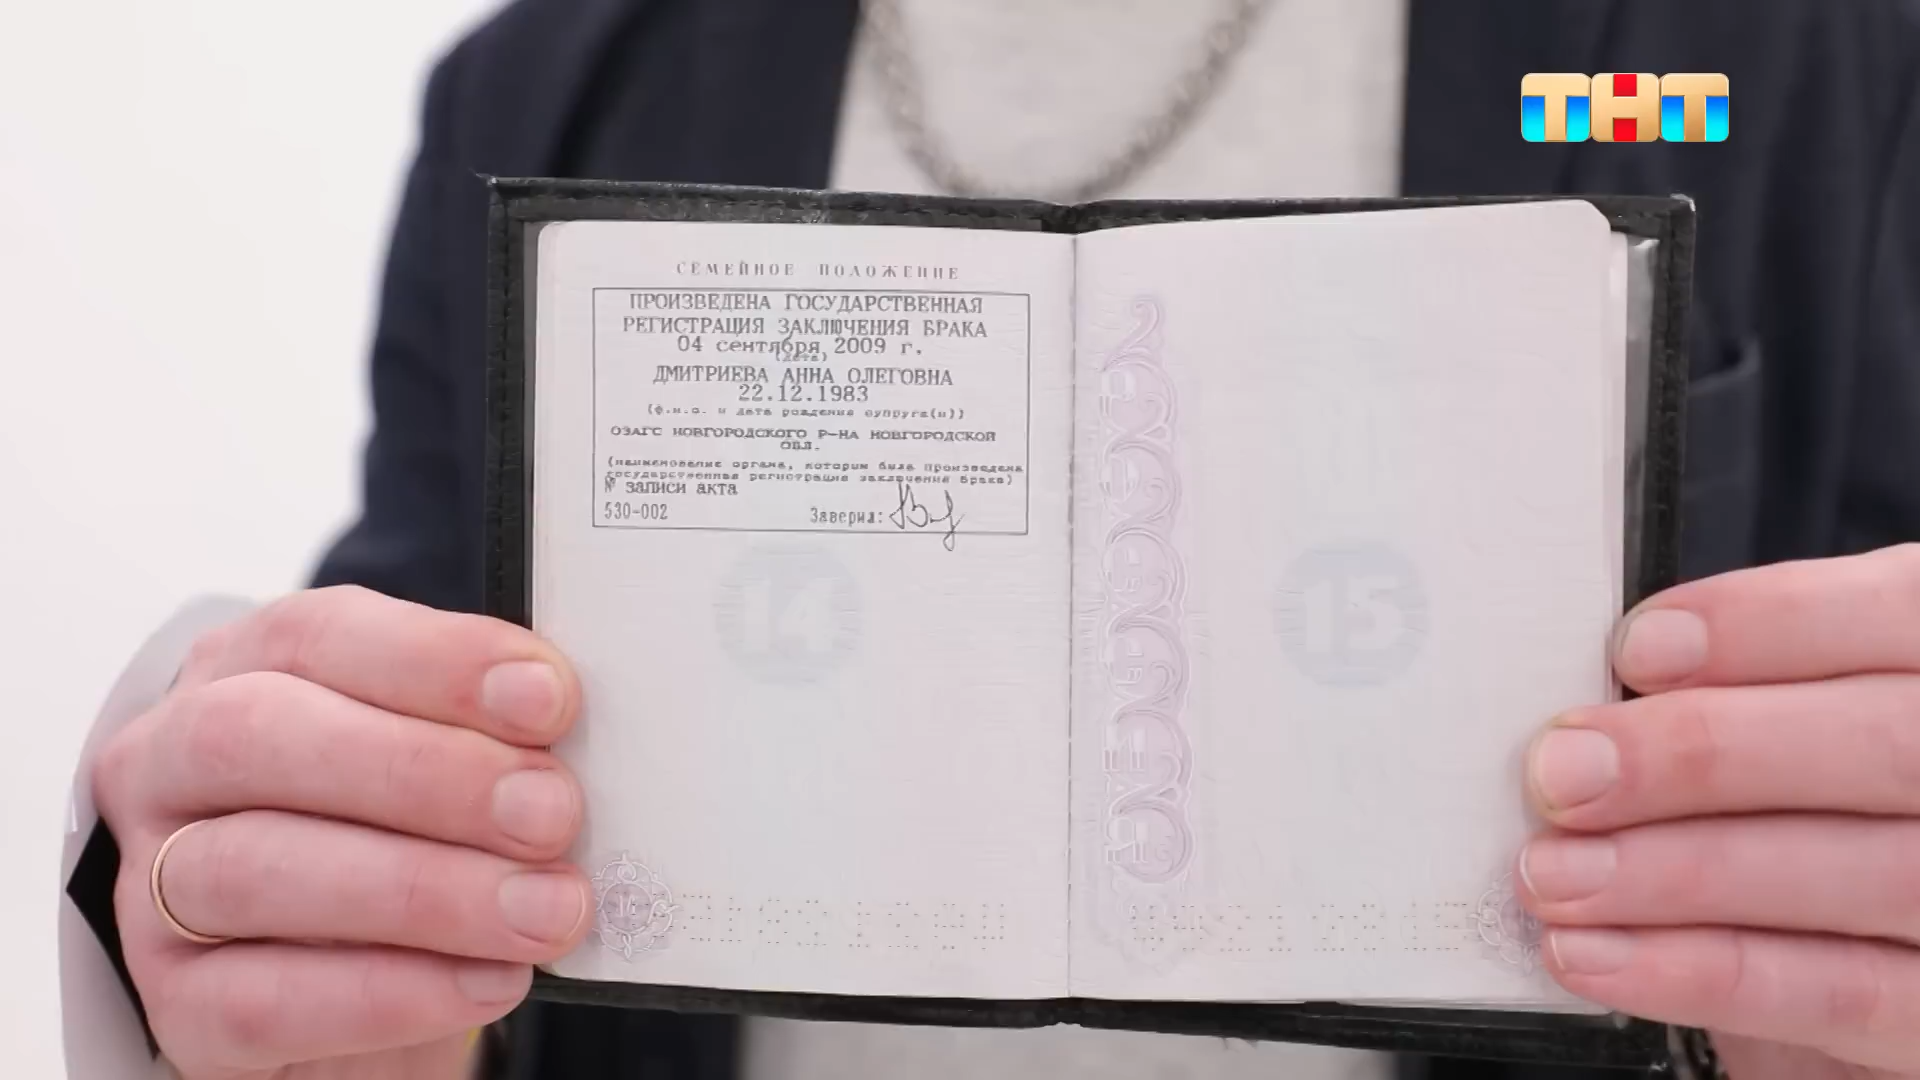 ТНТ
СЕМЕЙНОЕ ПОЛОЖЕНИЕ
ПРОИЗВЕДЕНА ГОСУДАРСТВЕННАЯ
РЕГИСТРАЦИЯ ЗАКЛЮЧЕНИЯ БРАКА
04 сентября 2009 г.
(дата)
ДМИТРИЕВА АННА ОЛЕГОВНА
22.12.1983
(ф.и.о. и дата рождения супруга(и))
ОЗАГС НОВГОРОДСКОГО Р-НА НОВГОРОДСКОЙ
ОБЛ.
(наименование органа, которым была произведена
государственная регистрация заключения брака)
№ записи акта
530-002 Заверил:
14
15